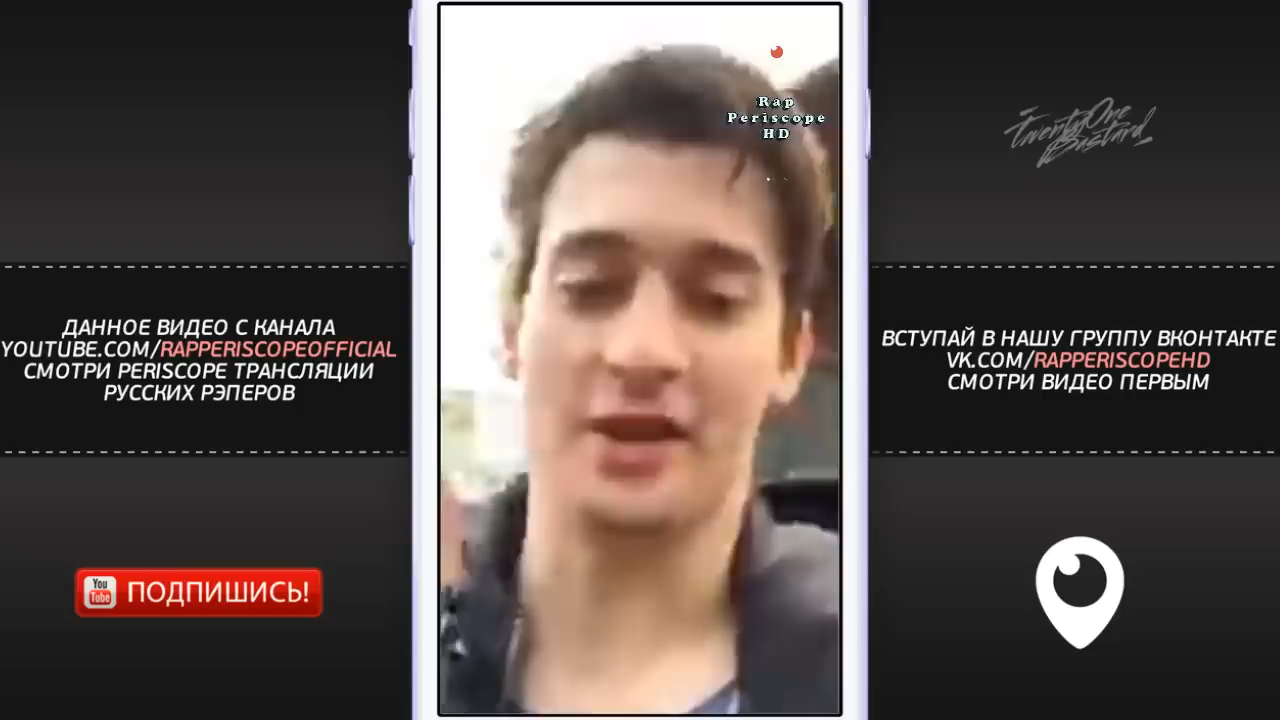 Rap
Periscope
HD
TwentyOne
Bastard
ДАННОЕ ВИДЕО С КАНАЛА
YOUTUBE.COM/RAPPERISCOPEOFFICIAL
СМОТРИ PERISCOPE ТРАНСЛЯЦИИ
РУССКИХ РЭПЕРОВ
ВСТУПАЙ В НАШУ ГРУППУ ВКОНТАКТЕ
VK.COM/RAPPERISCOPEHD
СМОТРИ ВИДЕО ПЕРВЫМ
You
Tube
ПОДПИШИСЬ!